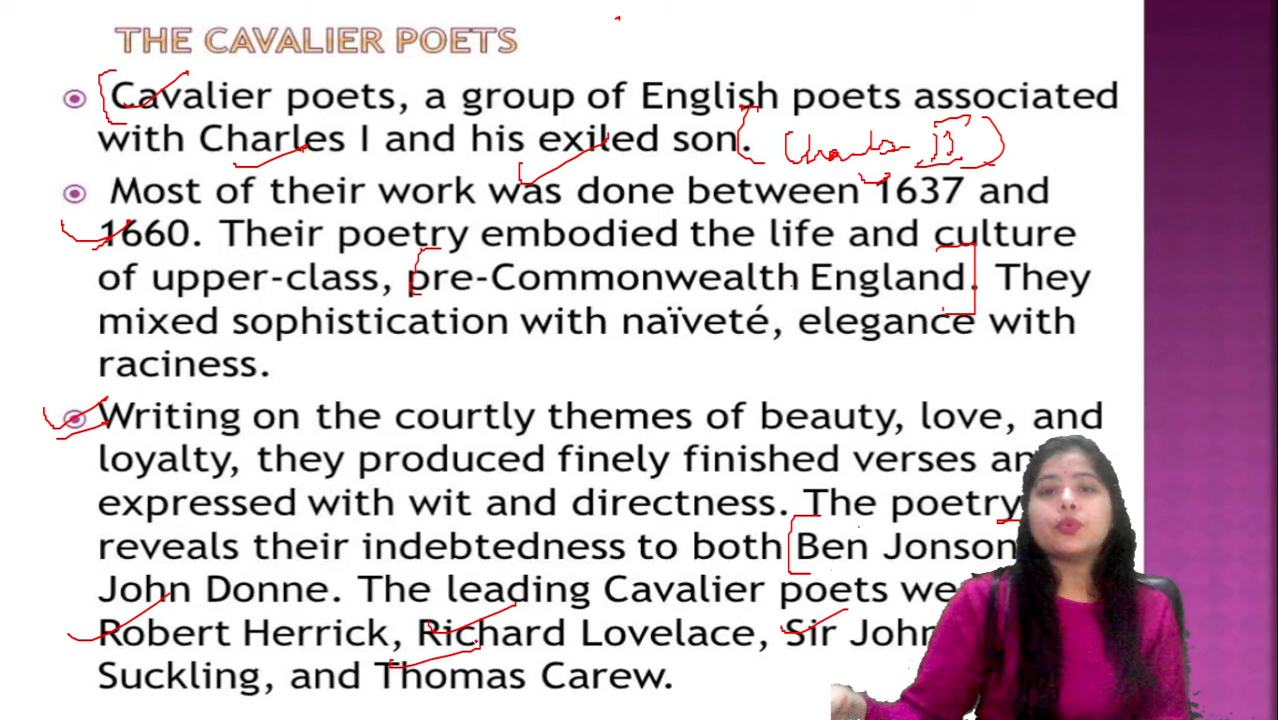 THE CAVALIER POETS
Cavalier poets, a group of English poets associated
with Charles I and his exiled son. (Charles II)
Most of their work was done between 1637 and
1660. Their poetry embodied the life and culture
of upper-class, pre-Commonwealth England. They
mixed sophistication with naïveté, elegance with
raciness.
Writing on the courtly themes of beauty, love, and
loyalty, they produced finely finished verses
expressed with wit and directness. The poetry
reveals their indebtedness to both Ben Jonson
John Donne. The leading Cavalier poets
Robert Herrick, Richard Lovelace, Sir John
Suckling, and Thomas Carew.